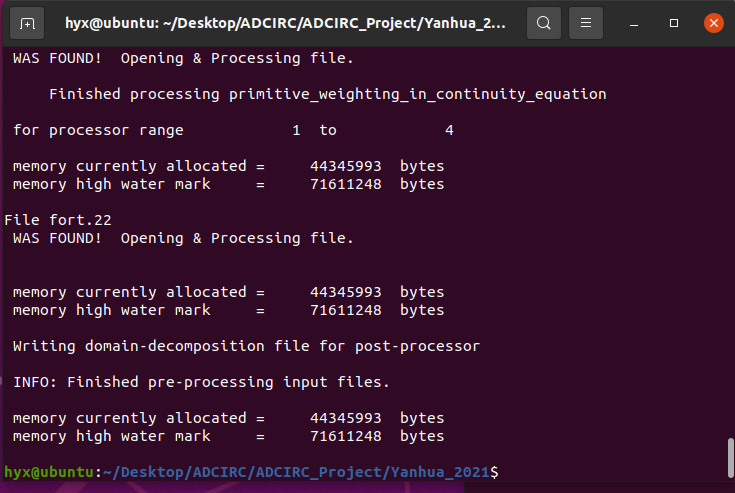 hyx@ubuntu: ~/Desktop/ADCIRC/ADCIRC_Project/Yanhua_2...
WAS FOUND!  Opening & Processing file.
Finished processing primitive_weighting_in_continuity_equation
for processor range            1  to            4
memory currently allocated =     44345993  bytes
memory high water mark     =     71611248  bytes
File fort.22
WAS FOUND!  Opening & Processing file.
memory currently allocated =     44345993  bytes
memory high water mark     =     71611248  bytes
Writing domain-decomposition file for post-processor
INFO: Finished pre-processing input files.
memory currently allocated =     44345993  bytes
memory high water mark     =     71611248  bytes
hyx@ubuntu:~/Desktop/ADCIRC/ADCIRC_Project/Yanhua_2021$